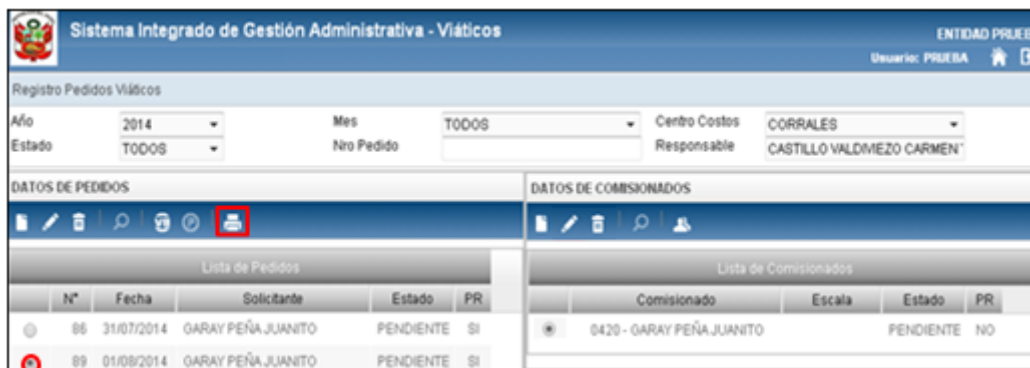 Sistema Integrado de Gestión Administrativa - Viáticos
ENTIDAD PRUEB
Usuario: PRUEBA
Registro Pedidos Viáticos
Año 2014 Mes TODOS Centro Costos CORRALES
Estado TODOS Nro Pedido Responsable CASTILLO VALDIVIEZO CARMEN
DATOS DE PEDIDOS
Lista de Pedidos
N° Fecha Solicitante Estado PR
86 31/07/2014 GARAY PEÑA JUANITO PENDIENTE SI
89 01/08/2014 GARAY PEÑA JUANITO PENDIENTE SI
DATOS DE COMISIONADOS
Lista de Comisionados
Comisionado Escala Estado PR
0420 - GARAY PEÑA JUANITO PENDIENTE NO